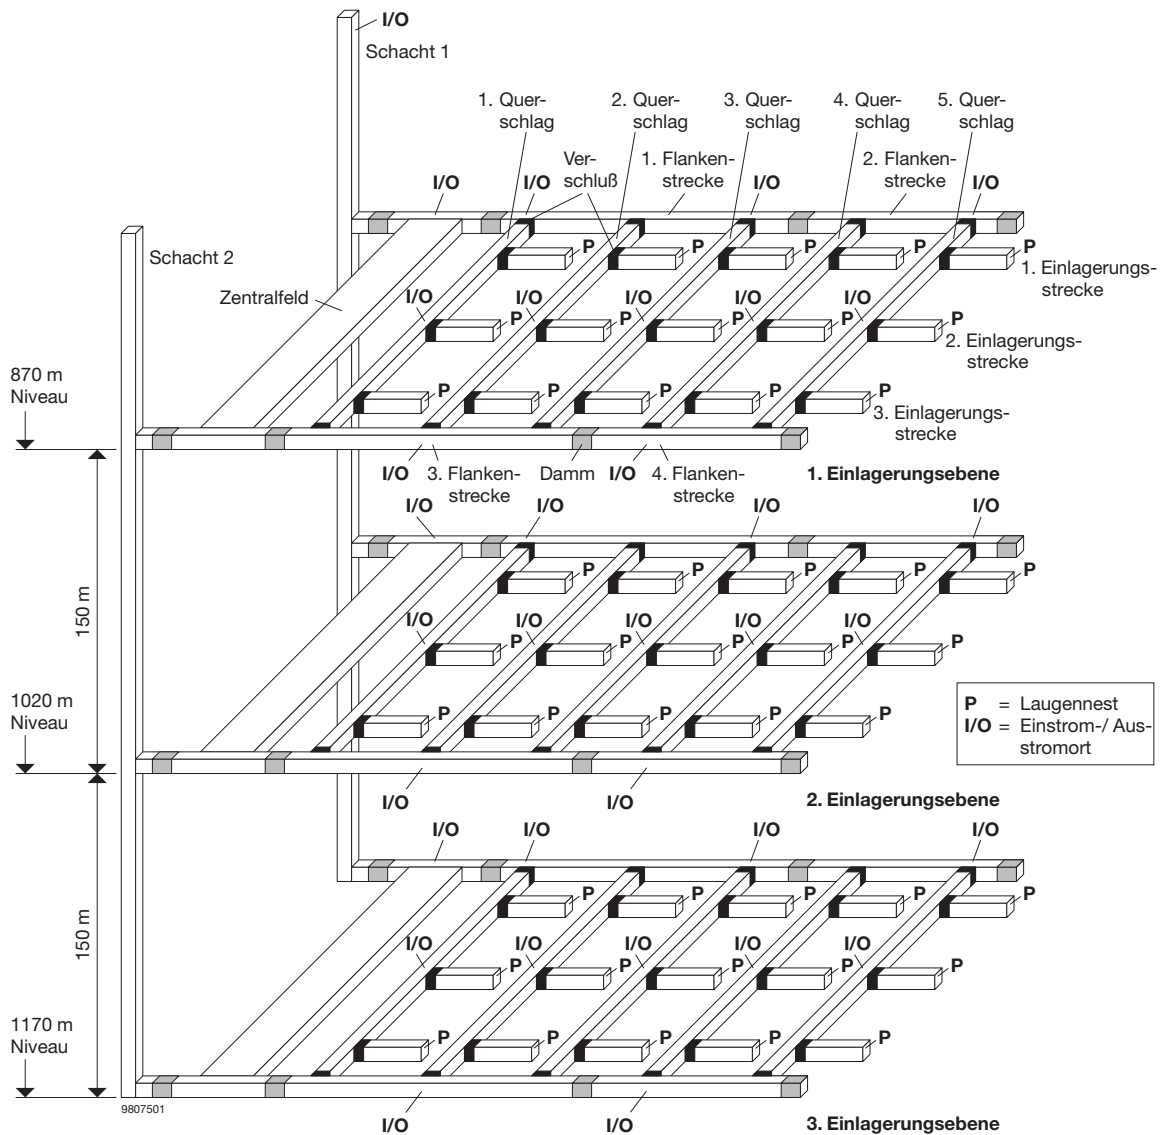 I/O
Schacht 1
1. Quer-
schlag
2. Quer-
schlag
3. Quer-
schlag
4. Quer-
schlag
5. Quer-
schlag
Ver-
schluß
1. Flanken-
strecke
2. Flanken-
strecke
I/O
I/O
I/O
I/O
Schacht 2
Zentralfeld
P
P
P
P
P
1. Einlagerungs-
strecke
I/O
I/O
I/O
I/O
I/O
P
P
P
P
P
2. Einlagerungs-
strecke
870 m
Niveau
P
P
P
P
P
3. Einlagerungs-
strecke
I/O
3. Flanken-
strecke
Damm
I/O
4. Flanken-
strecke
1. Einlagerungsebene
I/O
I/O
I/O
I/O
P
P
P
P
P
150 m
I/O
I/O
I/O
I/O
I/O
P
P
P
P
P
1020 m
Niveau
P
P
P
P
P
P = Laugennest
I/O = Einstrom-/ Aus-
stromort
I/O
I/O
2. Einlagerungsebene
I/O
I/O
I/O
I/O
P
P
P
P
P
150 m
I/O
I/O
I/O
I/O
I/O
P
P
P
P
P
1170 m
Niveau
P
P
P
P
P
9807501
I/O
I/O
3. Einlagerungsebene